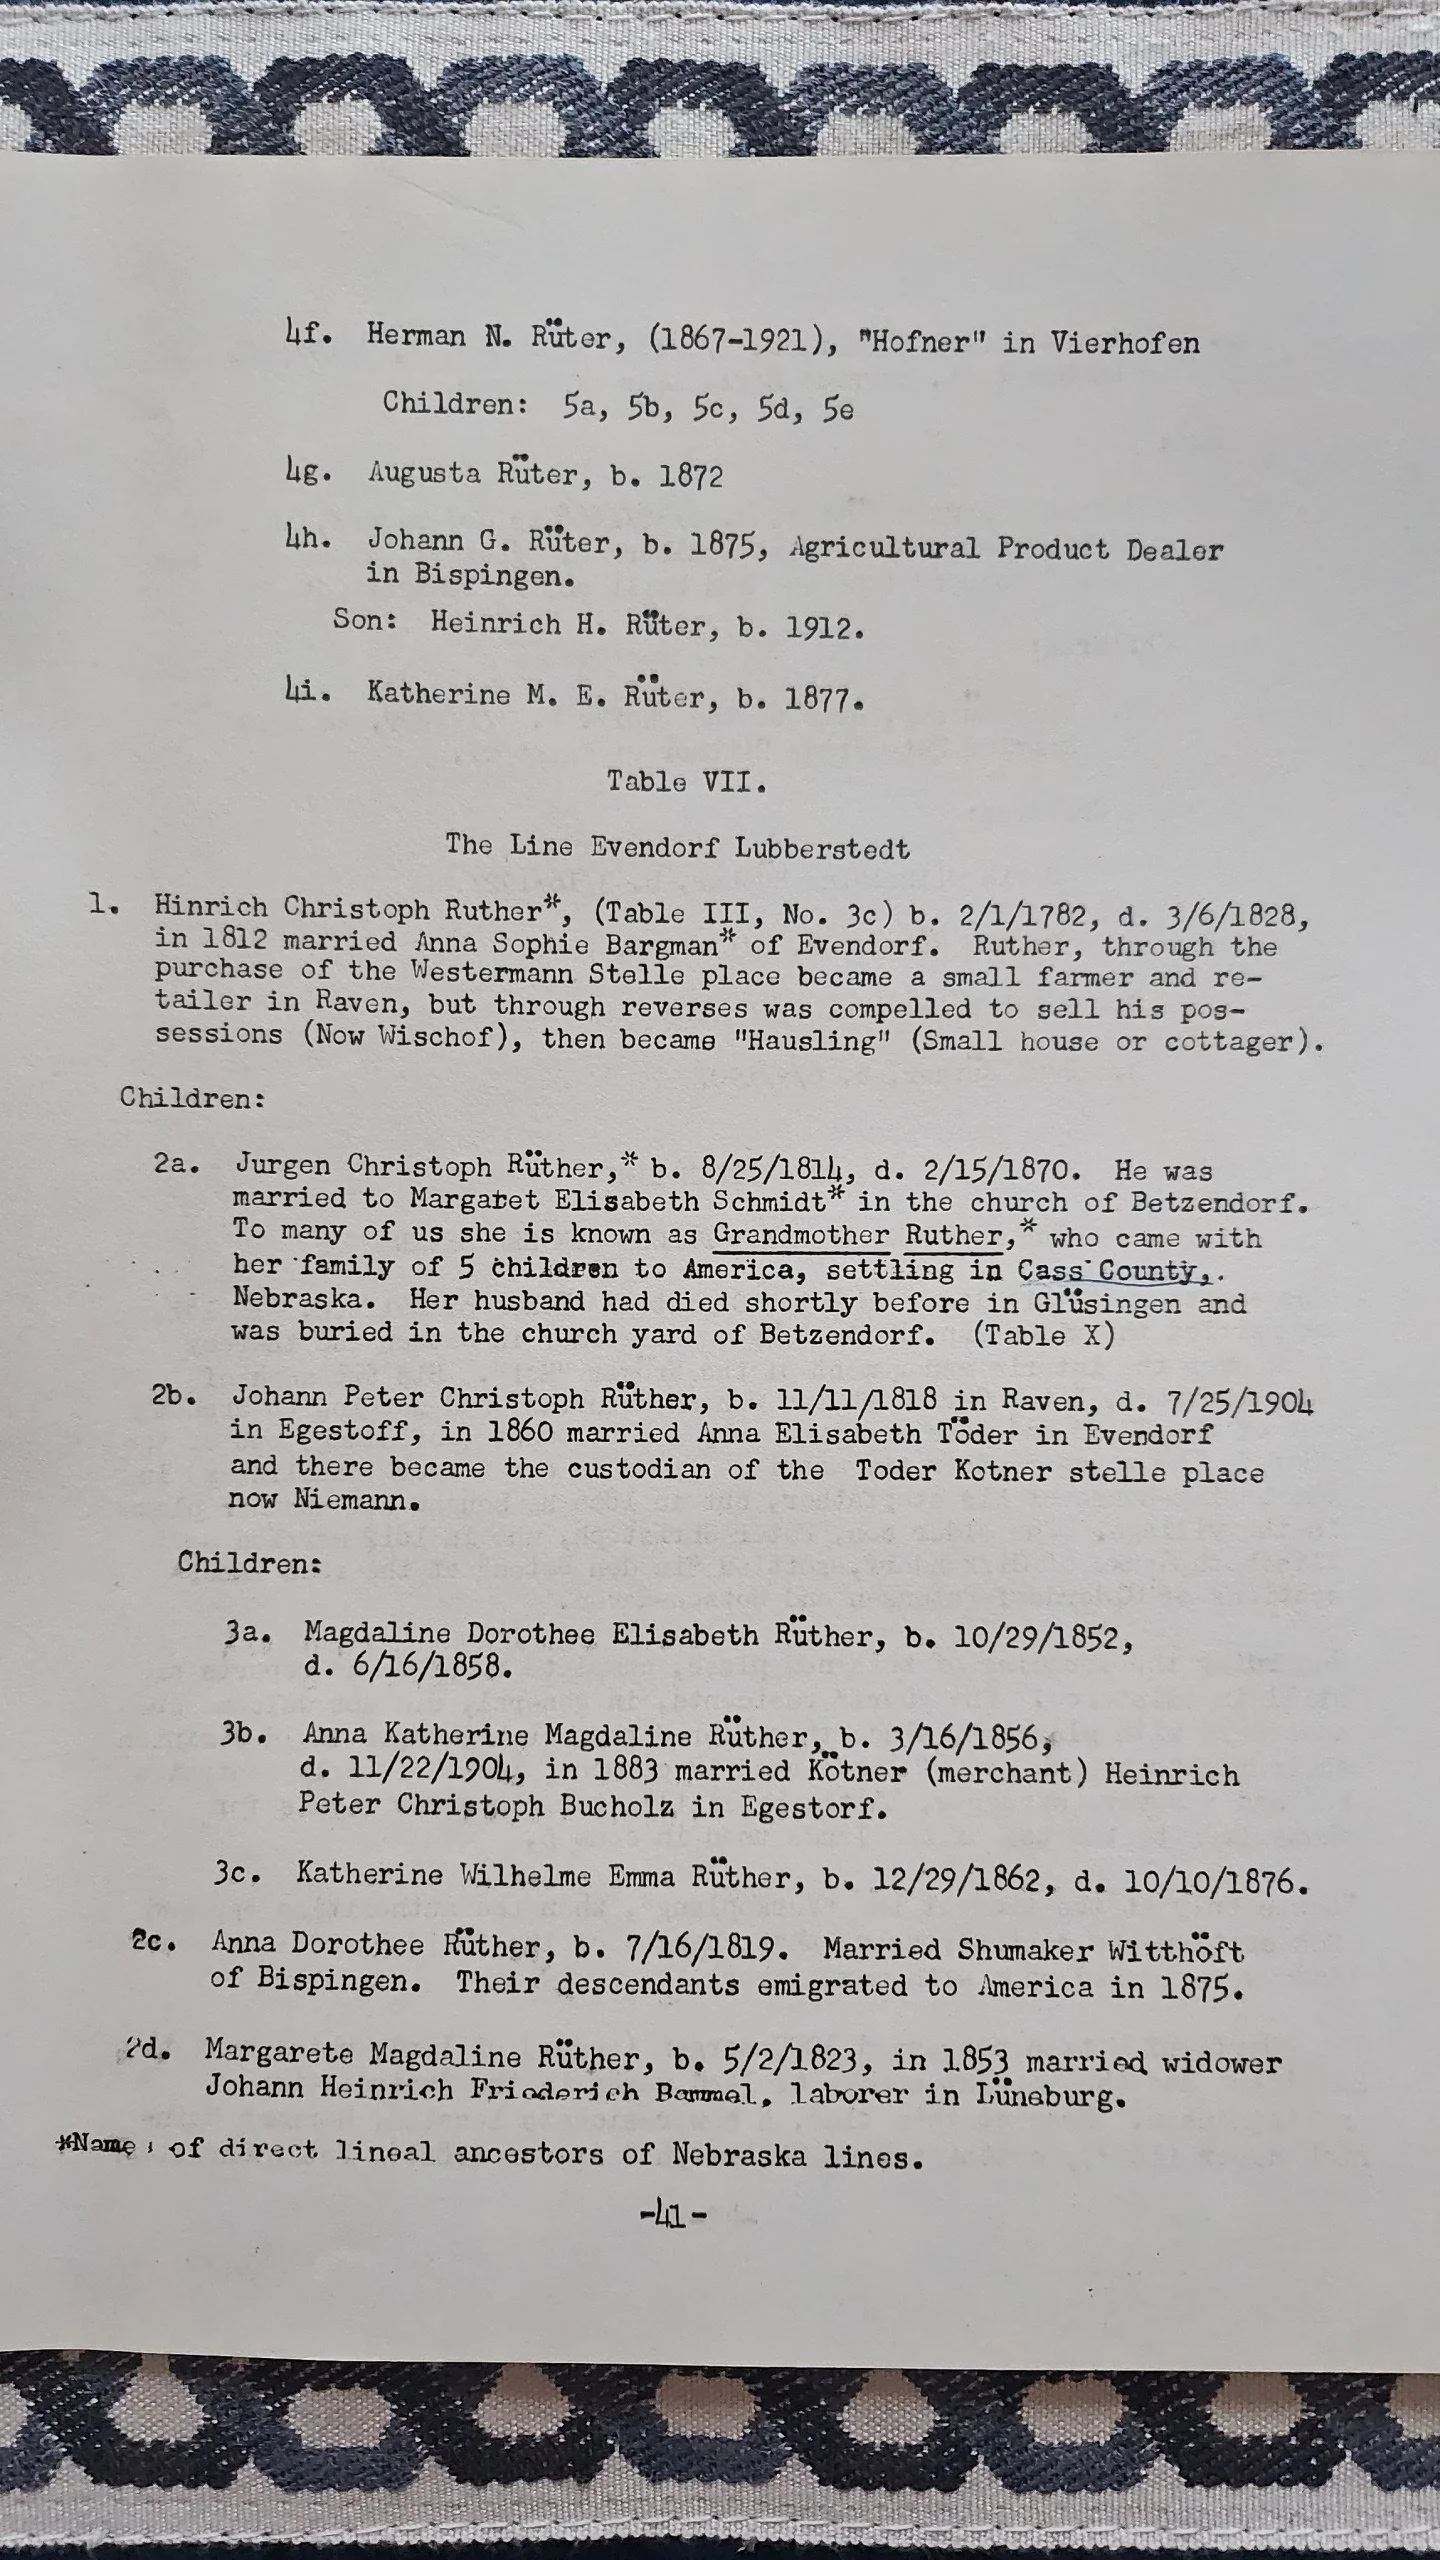 4f. Herman N. Rüter, (1867-1921), "Hofner" in Vierhofen
Children: 5a, 5b, 5c, 5d, 5e
4g. Augusta Rüter, b. 1872
4h. Johann G. Rüter, b. 1875, Agricultural Product Dealer
in Bispingen.
Son: Heinrich H. Rüter, b. 1912.
4i. Katherine M. E. Rüter, b. 1877.
Table VII.
The Line Evendorf Lubberstedt
1. Hinrich Christoph Ruther*, (Table III, No. 3c) b. 2/1/1782, d. 3/6/1828,
in 1812 married Anna Sophie Bargman* of Evendorf. Ruther, through the
purchase of the Westermann Stelle place became a small farmer and re-
tailer in Raven, but through reverses was compelled to sell his pos-
sessions (Now Wischof), then became "Hausling" (Small house or cottager).
Children:
2a. Jurgen Christoph Rüther,* b. 8/25/1814, d. 2/15/1870. He was
married to Margaret Elisabeth Schmidt* in the church of Betzendorf.
To many of us she is known as Grandmother Ruther,* who came with
her family of 5 children to America, settling in Cass County,.
Nebraska. Her husband had died shortly before in Glüsingen and
was buried in the church yard of Betzendorf. (Table X)
2b. Johann Peter Christoph Rüther, b. 11/11/1818 in Raven, d. 7/25/1904
in Egestoff, in 1860 married Anna Elisabeth Töder in Evendorf
and there became the custodian of the Toder Kotner stelle place
now Niemann.
Children:
3a. Magdaline Dorothee Elisabeth Rüther, b. 10/29/1852,
d. 6/16/1858.
3b. Anna Katherine Magdaline Rüther, b. 3/16/1856,
d. 11/22/1904, in 1883 married Kötner (merchant) Heinrich
Peter Christoph Bucholz in Egestorf.
3c. Katherine Wilhelme Emma Rüther, b. 12/29/1862, d. 10/10/1876.
2c. Anna Dorothee Rüther, b. 7/16/1819. Married Shumaker Witthöft
of Bispingen. Their descendants emigrated to America in 1875.
2d. Margarete Magdaline Rüther, b. 5/2/1823, in 1853 married widower
Johann Heinrich Friederich Bammel, laborer in Lüneburg.
*Names of direct lineal ancestors of Nebraska lines.
-41-